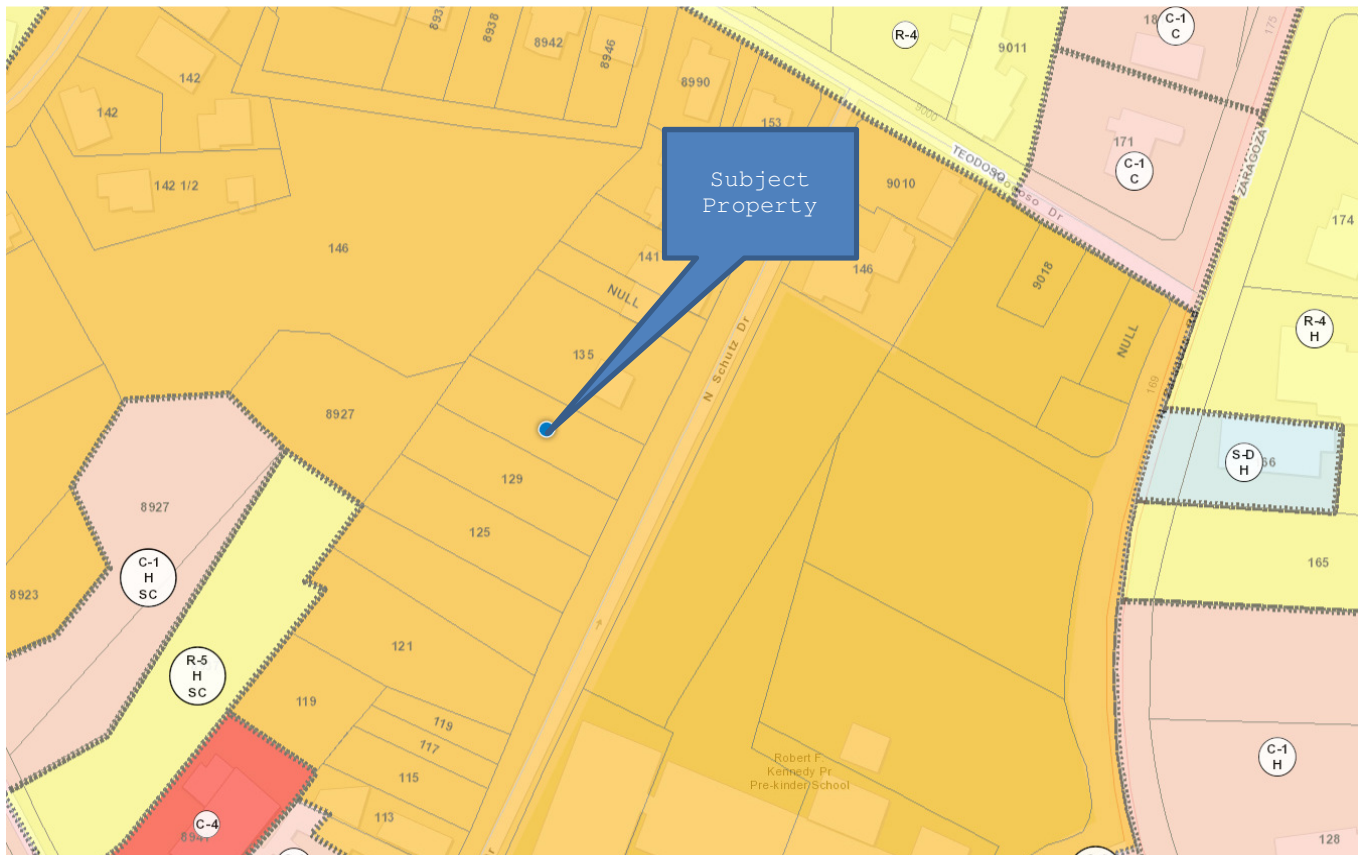 8938
8942
8946
R-4
9011
C-1
C
175
142
8990
153
9000
142
171
C-1
C
TEODOSO
Teodoso Dr
ZARAGOZA
Subject
Property
142 1/2
9010
174
146
141
146
9018
NULL
R-4
H
NULL
135
N Schutz Dr
169
8927
129
S-D
H
66
8927
125
C-1
H
SC
165
8923
121
R-5
H
SC
119
119
117
C-1
H
Robert F.
Kennedy Pr
Pre-kinder School
115
113
C-4
128